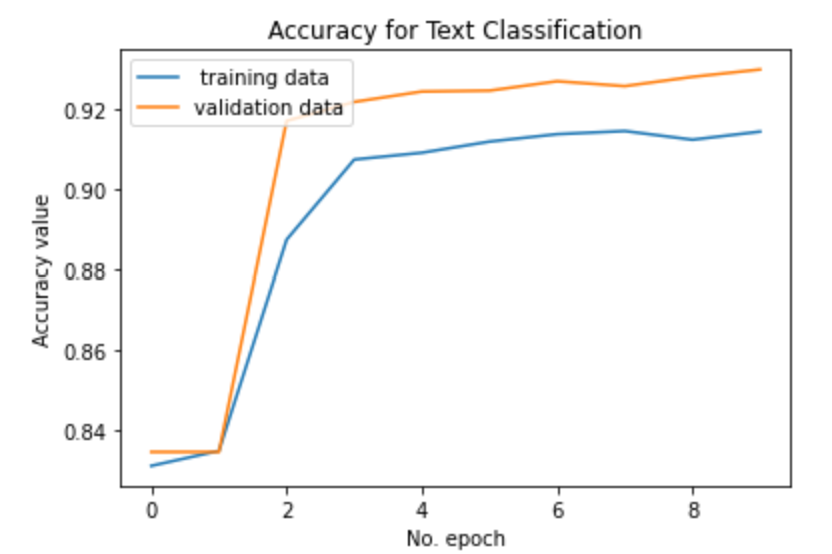 Accuracy for Text Classification
training data
validation data
Accuracy value
0.92
0.90
0.88
0.86
0.84
0 2 4 6 8
No. epoch